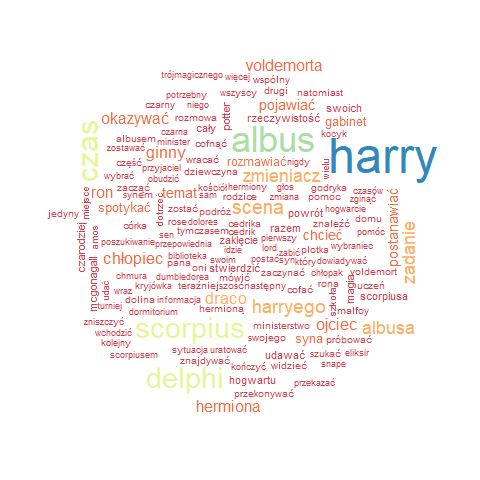 voldemorta
trójmagicznego więcej wspólny
potrzebny wszyscy drugi natomiast
czarny niego potter pojawiać swoich
okazywać rozmowa rzeczywistość gabinet
albusem czarna cały albus kocyk
zostawać minister cofnąć harry
czas część ginny wracać rozmawiać nigdy wielu
przyjaciel dziewczyna zmieniacz czasów
wybrać obudzić
zacząć temat kościół hermiony głos godryka zginąć
miejsce ron synem dotrzeć sam rodzice zmiana pomoc postanawiać
jedyny spotykać zostać podróż scena powrót hogwarcie domu zadanie
córka rose dolores cedrika razem znaleźć pomóc
czarodziej amos tymczasem cedrik pierwszy chcieć wybraniec
poszukiwanie przepowiednia zaklęcie lord plotka
mcgonagall chłopiec biblioteka idzie zabić
pana swoim postać syn który dowiadywać
oni stwierdzić zaczynać chłopak voldemort
chmura dumbledorea rona magia uczeń
udać kryjówka teraźniejszość następny cofać szkoła
wraz dolina informacja draco scorpiusa
turniej hermioną harryego malfoy
zniszczyć dormitorium
wchodzić scorpius ministerstwo ojciec albusa
kolejny swojego syna próbować
scorpiusem sytuacja uratować udawać szukać eliksir
znajdywać kończyć widzieć snape
delphi mówić hogwartu przekazać
przekonywać
hermiona